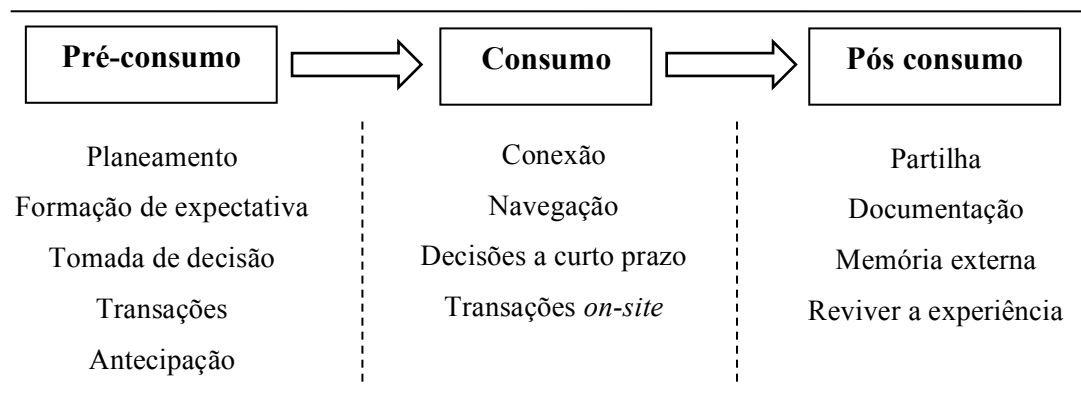 Pré-consumo
Consumo
Pós consumo
Planeamento
Formação de expectativa
Tomada de decisão
Transações
Antecipação
Conexão
Navegação
Decisões a curto prazo
Transações on-site
Partilha
Documentação
Memória externa
Reviver a experiência